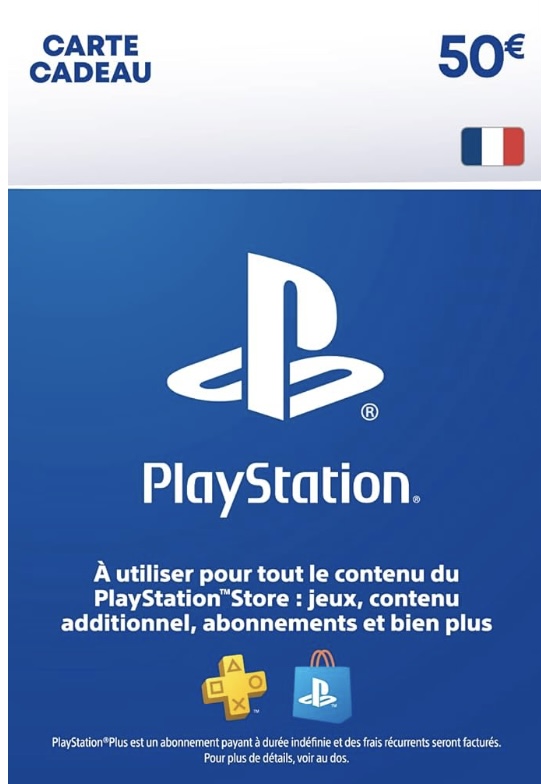 CARTE
CADEAU
50€
PlayStation®
À utiliser pour tout le contenu du
PlayStation™Store : jeux, contenu
additionnel, abonnements et bien plus
PlayStation®Plus est un abonnement payant à durée indéfinie et des frais récurrents seront facturés.
Pour plus de détails, voir au dos.